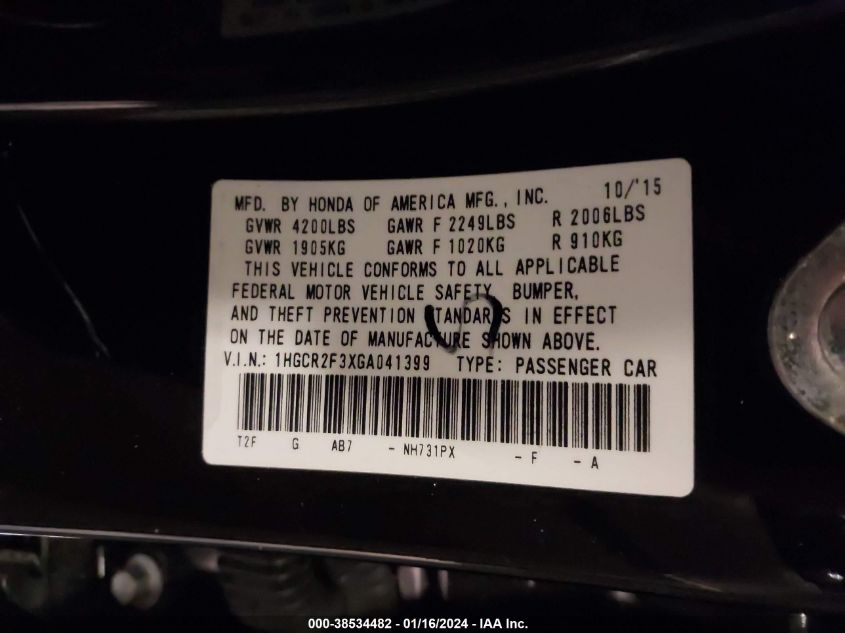 MFD. BY HONDA OF AMERICA MFG., INC. 10/'15
GVWR 4200LBS GAWR F 2249LBS R 2006LBS
GVWR 1905KG GAWR F 1020KG R 910KG
THIS VEHICLE CONFORMS TO ALL APPLICABLE
FEDERAL MOTOR VEHICLE SAFETY, BUMPER,
AND THEFT PREVENTION STANDARDS IN EFFECT
ON THE DATE OF MANUFACTURE SHOWN ABOVE.
V.I.N.: 1HGCR2F3XGA041399 TYPE: PASSENGER CAR
T2F G AB7 - NH731PX - F - A
000-38534482 - 01/16/2024 - IAA Inc.